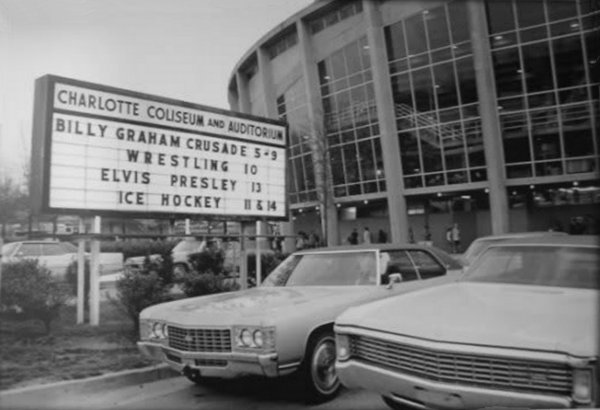 CHARLOTTE COLISEUM AND AUDITORIUM
BILLY GRAHAM CRUSADE 5-9
WRESTLING 10
ELVIS PRESLEY 13
ICE HOCKEY 11 & 14